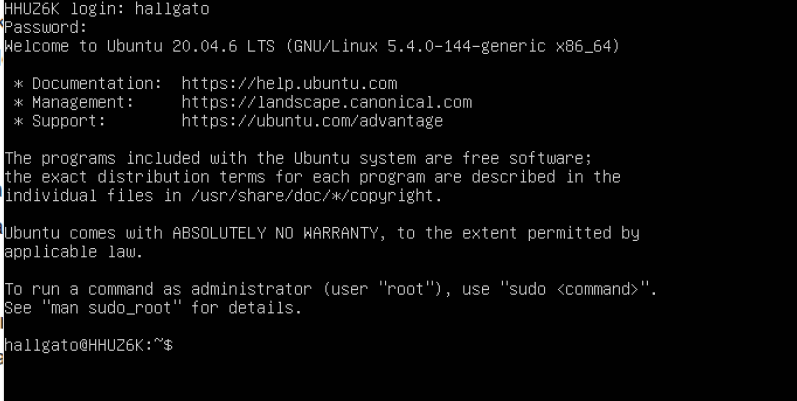 HHUZ6K login: hallgato
Password:
Welcome to Ubuntu 20.04.6 LTS (GNU/Linux 5.4.0-144-generic x86_64)
* Documentation:  https://help.ubuntu.com
* Management:     https://landscape.canonical.com
* Support:        https://ubuntu.com/advantage
The programs included with the Ubuntu system are free software;
the exact distribution terms for each program are described in the
individual files in /usr/share/doc/*/copyright.
Ubuntu comes with ABSOLUTELY NO WARRANTY, to the extent permitted by
applicable law.
To run a command as administrator (user "root"), use "sudo <command>".
See "man sudo_root" for details.
hallgato@HHUZ6K:~$